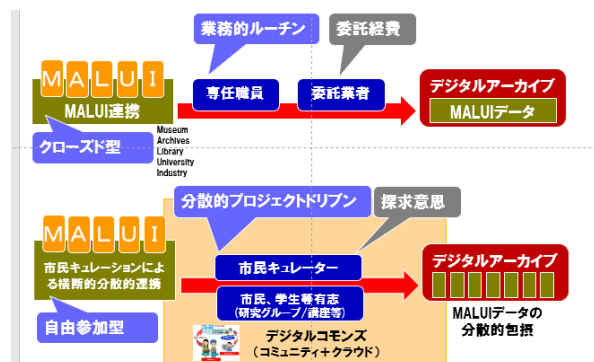 業務的ルーチン
委託経費
MALUI
MALUI連携
専任職員
委託業者
デジタルアーカイブ
MALUIデータ
クローズド型
Museum
Archives
Library
University
Industry
分散的プロジェクトドリブン
探求意思
MALUI
市民キュレーションによ
る横断的分散的連携
市民キュレーター
デジタルアーカイブ
自由参加型
市民、学生等有志
(研究グループ/講座等)
MALUIデータの
分散的包摂
デジタルコモンズ
(コミュニティ+クラウド)